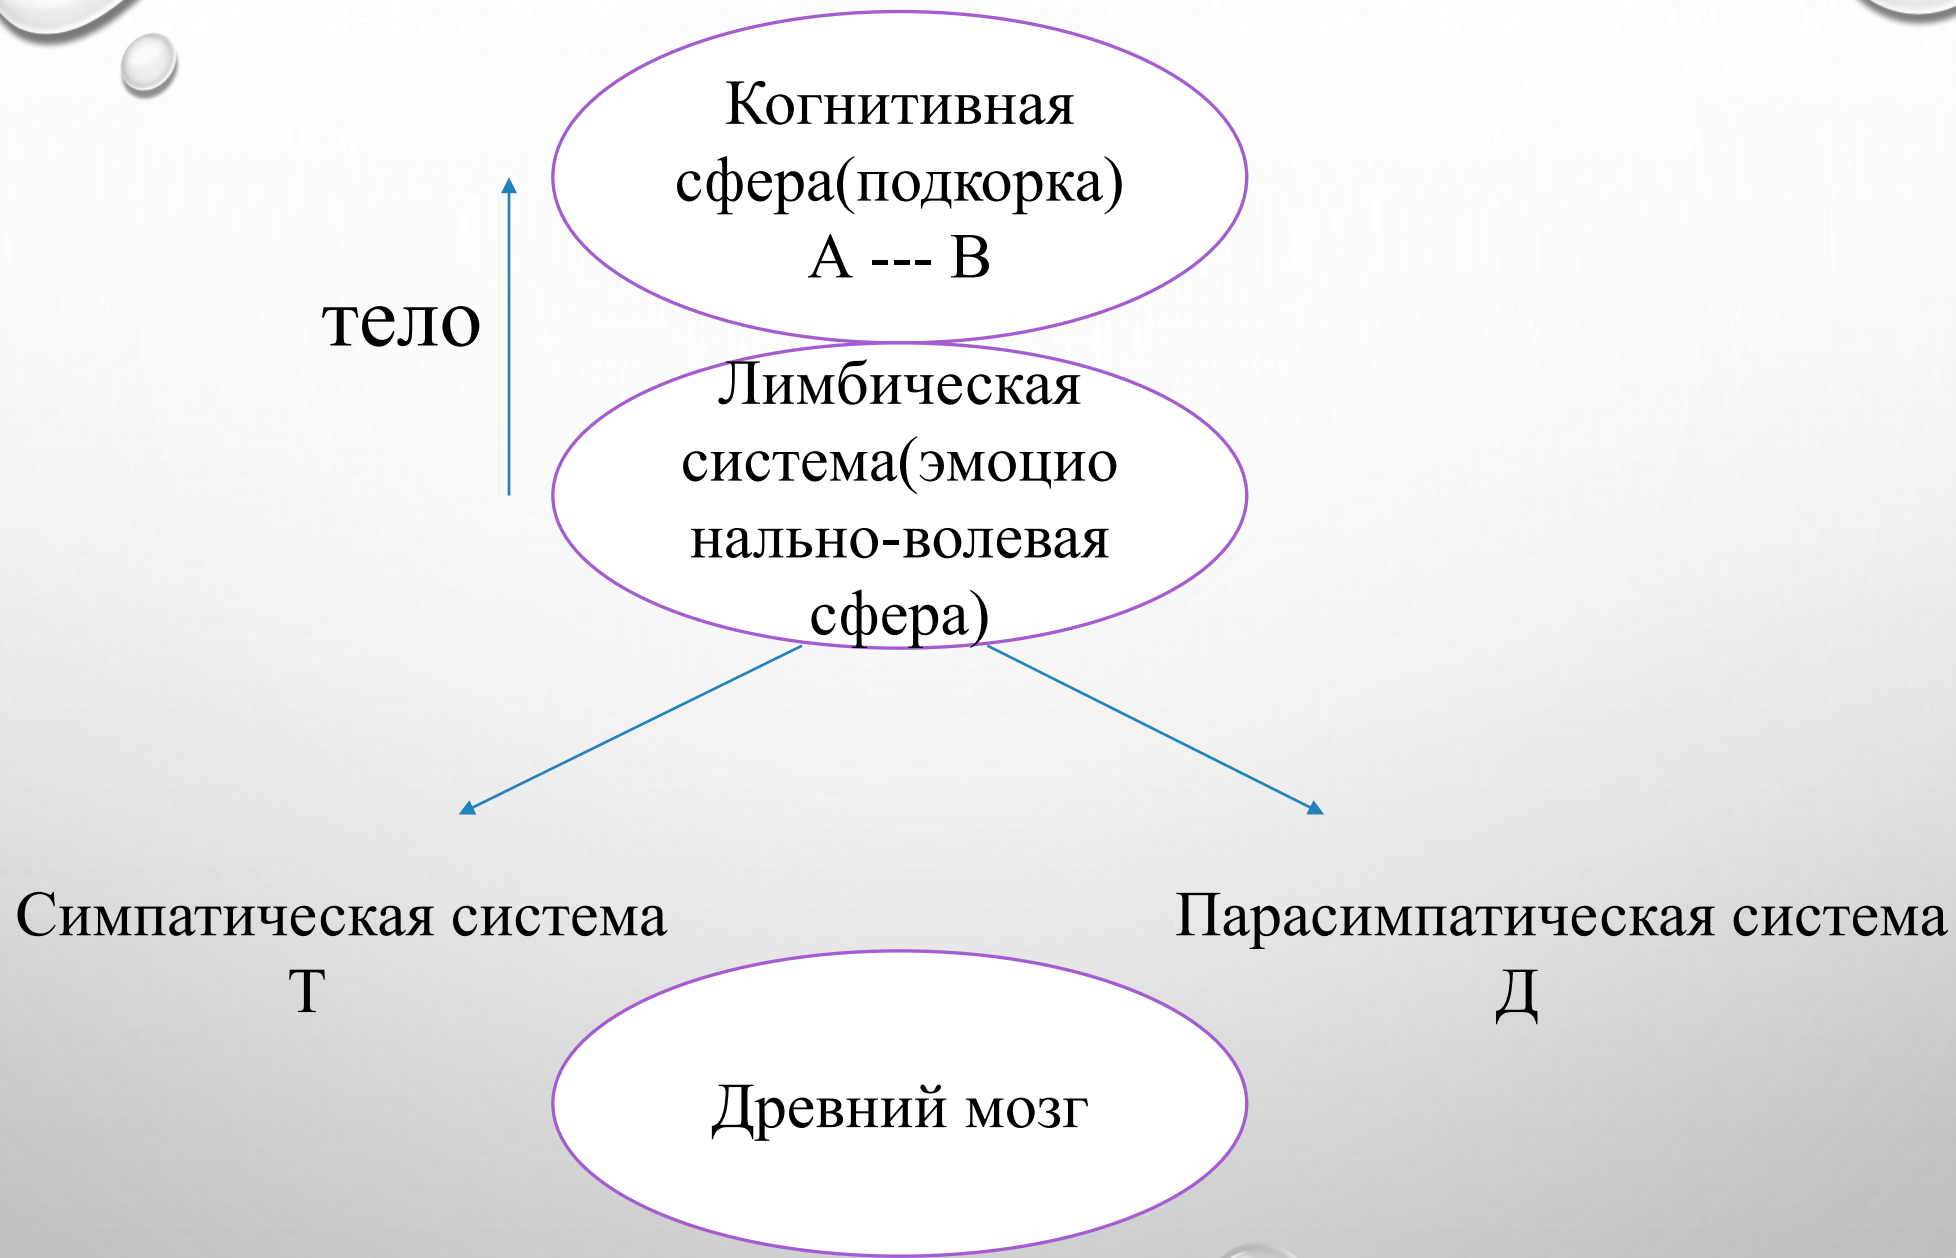 Когнитивная
сфера(подкорка)
А --- В
тело
Лимбическая
система(эмоцио
нально-волевая
сфера)
Симпатическая система
Т
Парасимпатическая система
Д
Древний мозг